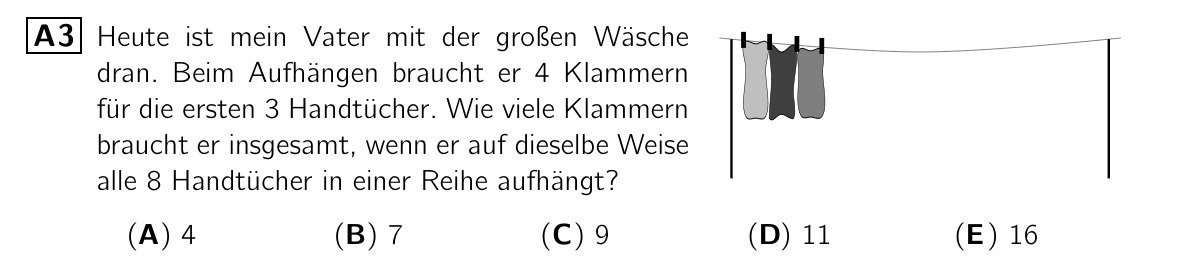 A3 Heute ist mein Vater mit der großen Wäsche
dran. Beim Aufhängen braucht er 4 Klammern
für die ersten 3 Handtücher. Wie viele Klammern
braucht er insgesamt, wenn er auf dieselbe Weise
alle 8 Handtücher in einer Reihe aufhängt?
(A) 4 (B) 7 (C) 9 (D) 11 (E) 16